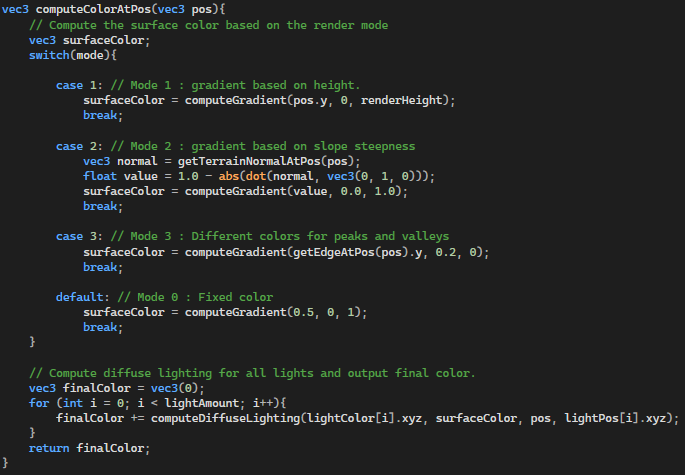 vec3 computeColorAtPos(vec3 pos){
    // Compute the surface color based on the render mode
    vec3 surfaceColor;
    switch(mode){

        case 1: // Mode 1 : gradient based on height.
            surfaceColor = computeGradient(pos.y, 0, renderHeight);
            break;

        case 2: // Mode 2 : gradient based on slope steepness
            vec3 normal = getTerrainNormalAtPos(pos);
            float value = 1.0 - abs(dot(normal, vec3(0, 1, 0)));
            surfaceColor = computeGradient(value, 0.0, 1.0);
            break;

        case 3: // Mode 3 : Different colors for peaks and valleys
            surfaceColor = computeGradient(getEdgeAtPos(pos).y, 0.2, 0);
            break;

        default: // Mode 0 : Fixed color
            surfaceColor = computeGradient(0.5, 0, 1);
            break;
    }

    // Compute diffuse lighting for all lights and output final color.
    vec3 finalColor = vec3(0);
    for (int i = 0; i < lightAmount; i++){
        finalColor += computeDiffuseLighting(lightColor[i].xyz, surfaceColor, pos, lightPos[i].xyz);
    }
    return finalColor;
}